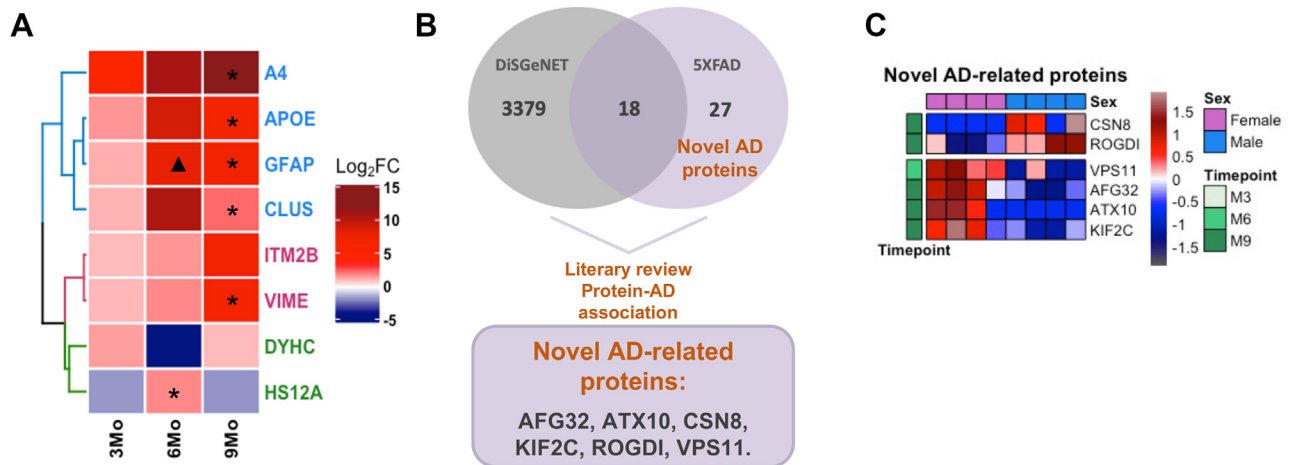 A
A4
APOE
GFAP
CLUS
ITM2B
VIME
DYHC
HS12A
3Mo
6Mo
9Mo
*
*
▲
*
*
*
*
Log2FC
15
10
5
0
-5
B
DiSGeNET
5XFAD
3379
18
27
Novel AD
proteins
Literary review
Protein-AD
association
Novel AD-related
proteins:
AFG32, ATX10, CSN8,
KIF2C, ROGDI, VPS11.
C
Novel AD-related proteins
Sex
CSN8
ROGDI
VPS11
AFG32
ATX10
KIF2C
Timepoint
1.5
1
0.5
0
-0.5
-1
-1.5
Sex
Female
Male
Timepoint
M3
M6
M9